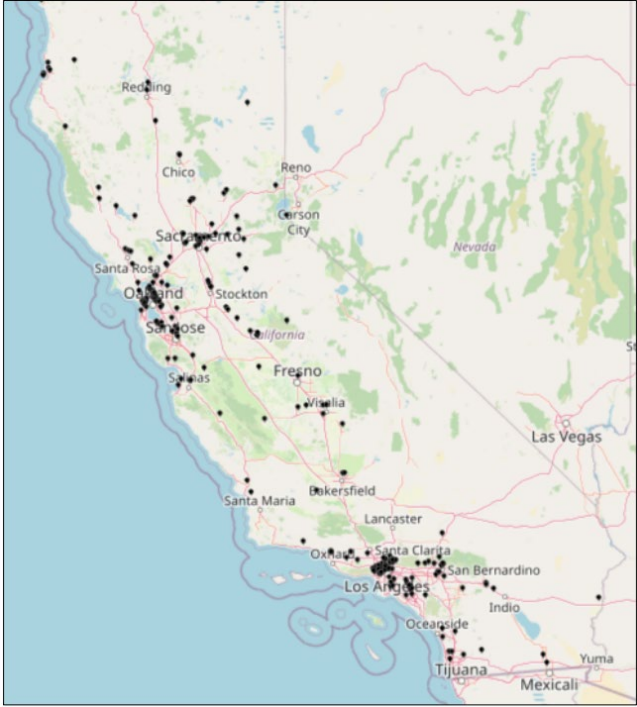 Redding
Chico
Reno
Carson
City
Sacramento
Nevada
Santa Rosa
Oakland
Stockton
San Jose
California
Fresno
Salinas
Visalia
Las Vegas
Bakersfield
Santa Maria
Lancaster
Oxnard
Santa Clarita
San Bernardino
Los Angeles
Indio
Oceanside
Yuma
Tijuana
Mexicali